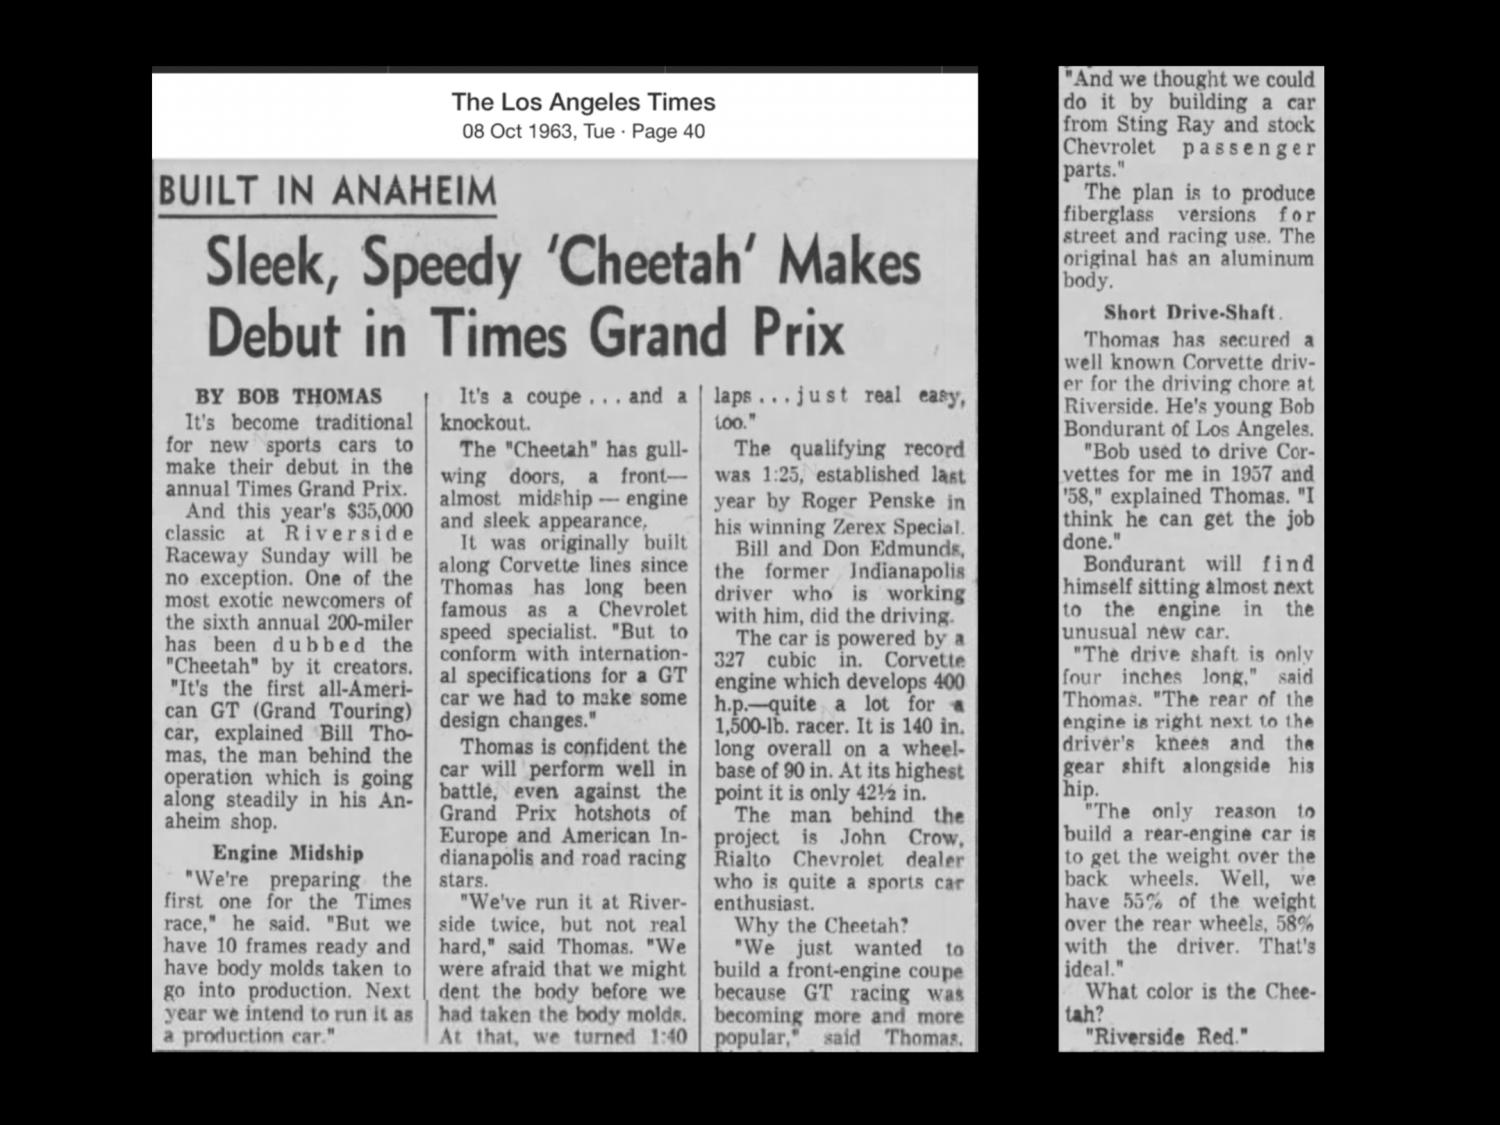 The Los Angeles Times
08 Oct 1963, Tue · Page 40
BUILT IN ANAHEIM
Sleek, Speedy 'Cheetah' Makes
Debut in Times Grand Prix
BY BOB THOMAS
It's become traditional
for new sports cars to
make their debut in the
annual Times Grand Prix.
And this year's $35,000
classic at Riverside
Raceway Sunday will be
no exception. One of the
most exotic newcomers of
the sixth annual 200-miler
has been dubbed the
"Cheetah" by it creators.
"It's the first all-Ameri-
can GT (Grand Touring)
car, explained Bill Tho-
mas, the man behind the
operation which is going
along steadily in his An-
aheim shop.
Engine Midship
"We're preparing the
first one for the Times
race," he said. "But we
have 10 frames ready and
have body molds taken to
go into production. Next
year we intend to run it as
a production car."
It's a coupe . . . and a
knockout.
The "Cheetah" has gull-
wing doors, a front—
almost midship — engine
and sleek appearance.
It was originally built
along Corvette lines since
Thomas has long been
famous as a Chevrolet
speed specialist. "But to
conform with internation-
al specifications for a GT
car we had to make some
design changes."
Thomas is confident the
car will perform well in
battle, even against the
Grand Prix hotshots of
Europe and American In-
dianapolis and road racing
stars.
"We've run it at River-
side twice, but not real
hard," said Thomas. "We
were afraid that we might
dent the body before we
had taken the body molds.
At that, we turned 1:40
laps . . . just real easy,
too."
The qualifying record
was 1:25, established last
year by Roger Penske in
his winning Zerex Special.
Bill and Don Edmunds,
the former Indianapolis
driver who is working
with him, did the driving.
The car is powered by a
327 cubic in. Corvette
engine which develops 400
h.p.—quite a lot for a
1,500-lb. racer. It is 140 in.
long overall on a wheel-
base of 90 in. At its highest
point it is only 42½ in.
The man behind the
project is John Crow,
Rialto Chevrolet dealer
who is quite a sports car
enthusiast.
Why the Cheetah?
"We just wanted to
build a front-engine coupe
because GT racing was
becoming more and more
popular," said Thomas.
"And we thought we could
do it by building a car
from Sting Ray and stock
Chevrolet passenger
parts."
The plan is to produce
fiberglass versions for
street and racing use. The
original has an aluminum
body.
Short Drive-Shaft.
Thomas has secured a
well known Corvette driv-
er for the driving chore at
Riverside. He's young Bob
Bondurant of Los Angeles.
"Bob used to drive Cor-
vettes for me in 1957 and
'58," explained Thomas. "I
think he can get the job
done."
Bondurant will find
himself sitting almost next
to the engine in the
unusual new car.
"The drive shaft is only
four inches long," said
Thomas. "The rear of the
engine is right next to the
driver's knees and the
gear shift alongside his
hip.
"The only reason to
build a rear-engine car is
to get the weight over the
back wheels. Well, we
have 55% of the weight
over the rear wheels, 58%
with the driver. That's
ideal."
What color is the Chee-
tah?
"Riverside Red."